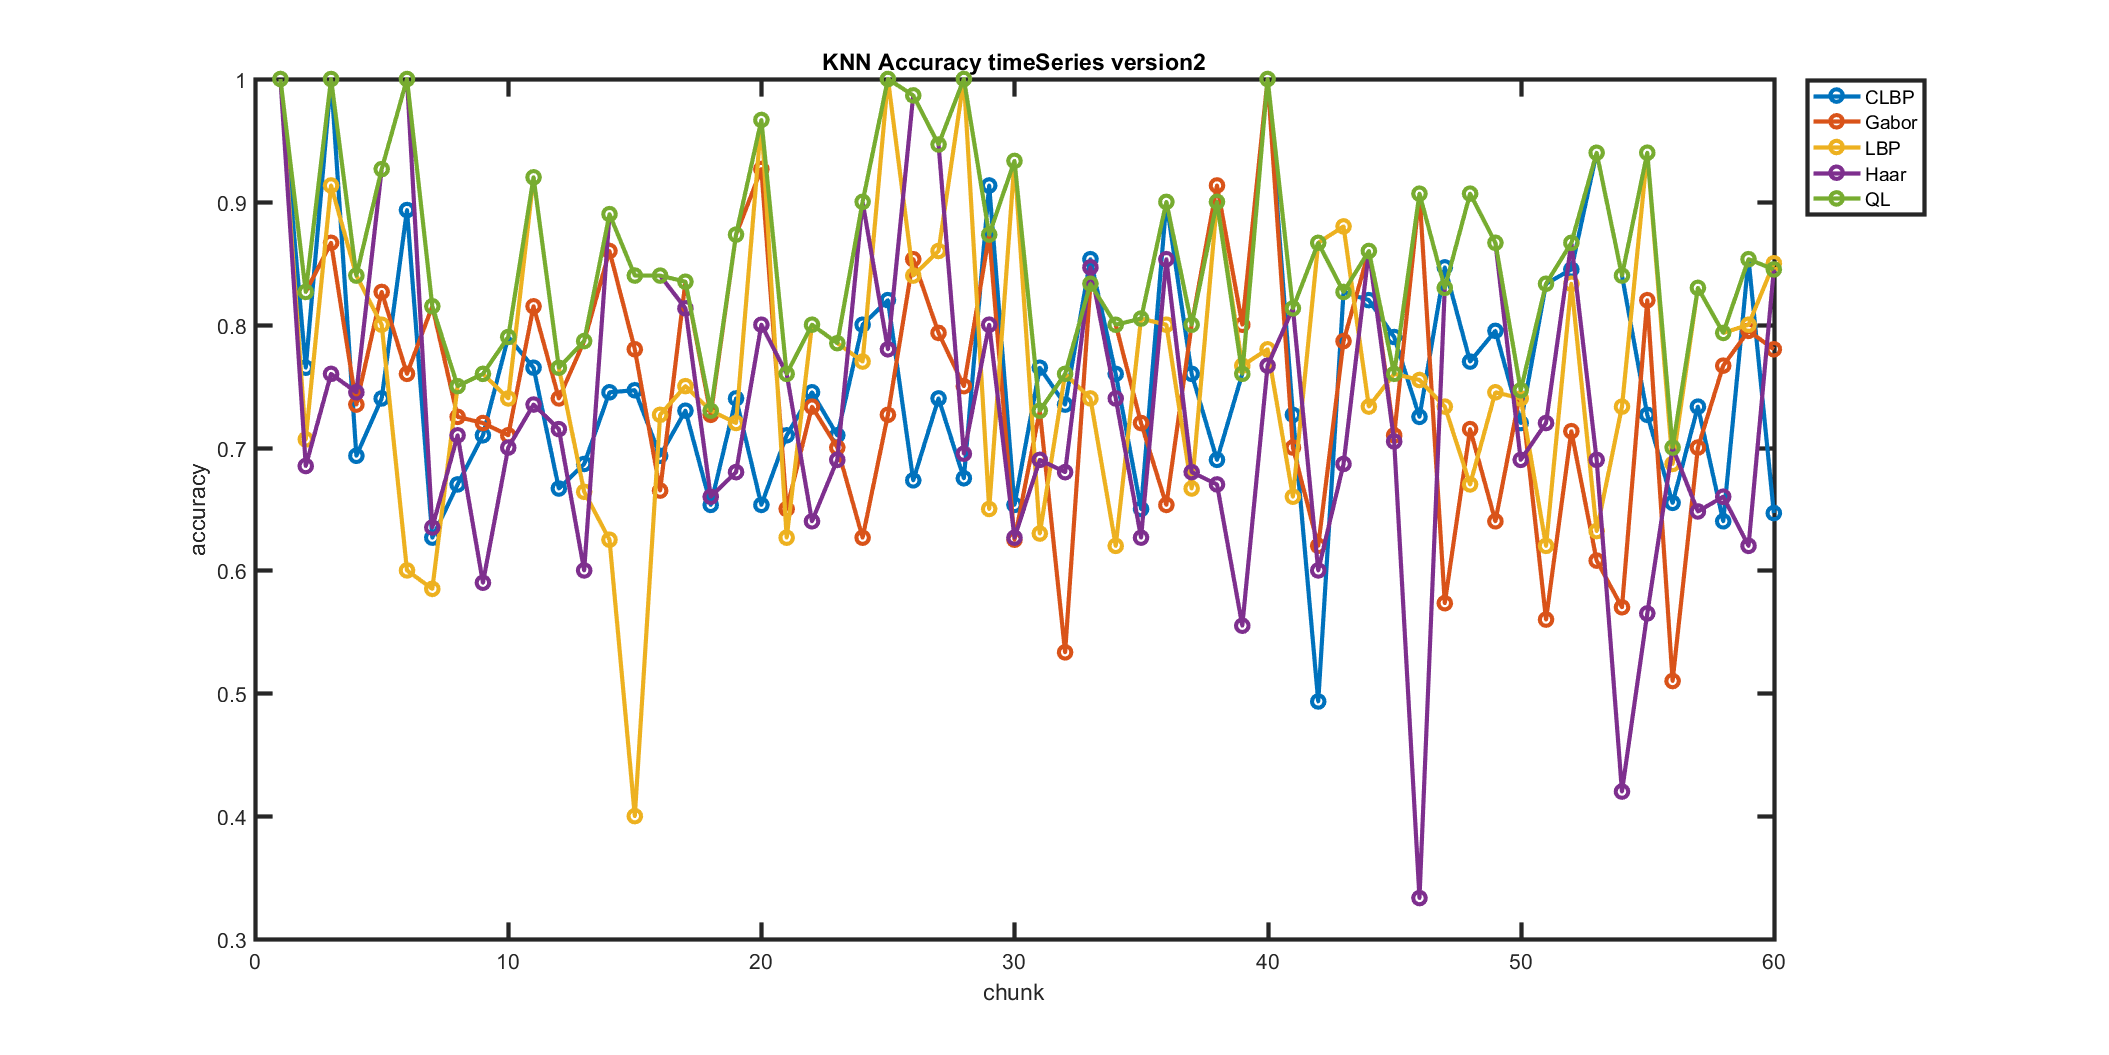 KNN Accuracy timeSeries version2
1
0.9
0.8
0.7
0.6
0.5
0.4
0.3
accuracy
0 10 20 30 40 50 60
chunk
CLBP
Gabor
LBP
Haar
QL